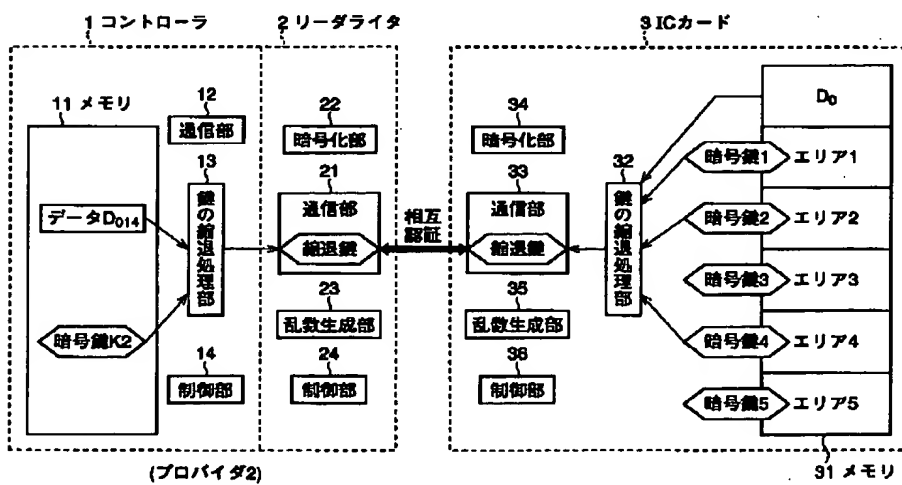 1 コントローラ
2 リーダライタ
3 ICカード
11 メモリ
12
通信部
13
鍵の縮退処理部
データD014
暗号鍵K2
14
制御部
22
暗号化部
21
通信部
縮退鍵
23
乱数生成部
24
制御部
相互
認証
34
暗号化部
33
通信部
縮退鍵
35
乱数生成部
36
制御部
32
鍵の縮退処理部
D0
暗号鍵1 エリア1
暗号鍵2 エリア2
暗号鍵3 エリア3
暗号鍵4 エリア4
暗号鍵5 エリア5
(プロバイダ2)
31 メモリ